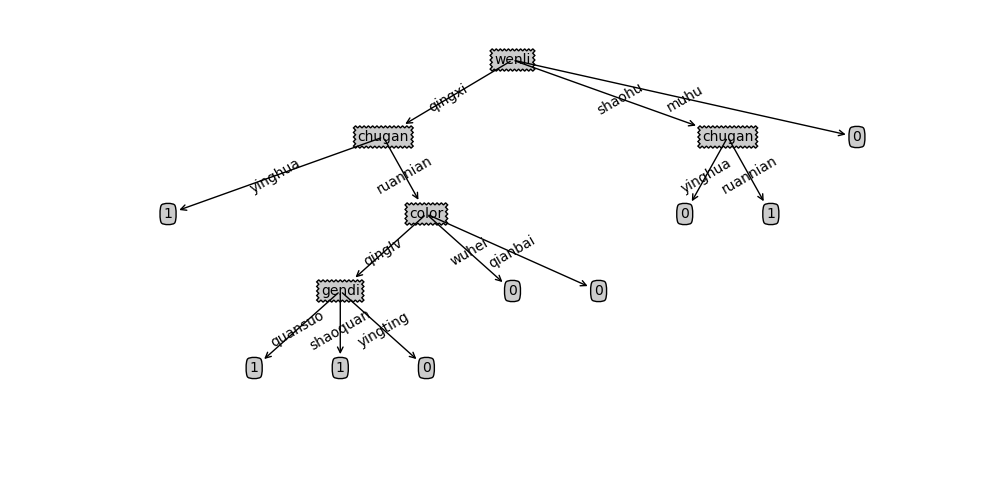 wenli
qingxi
shaohu
muhu
chugan
chugan
0
yinghua
ruannian
yinghua
ruannian
1
color
0
1
qinglv
wuhei
qianbai
gendi
0
0
quansuo
shaoquan
yingting
1
1
0